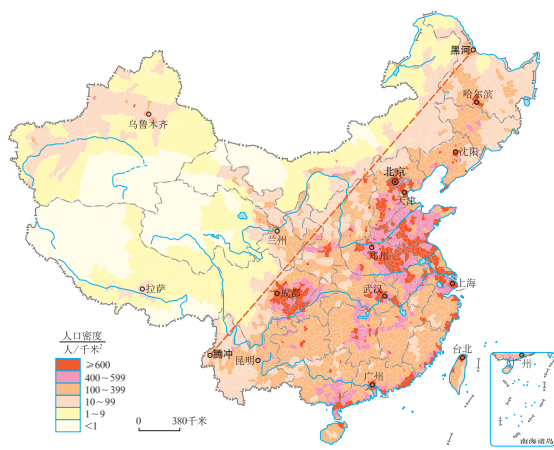 黑河
哈尔滨
乌鲁木齐
沈阳
北京
天津
兰州
郑州
拉萨
成都
武汉
上海
腾冲
昆明
台北
广州
州
南海诸岛
人口密度
人/千米²
≥600
400~599
100~399
10~99
1~9
<1
0 380千米